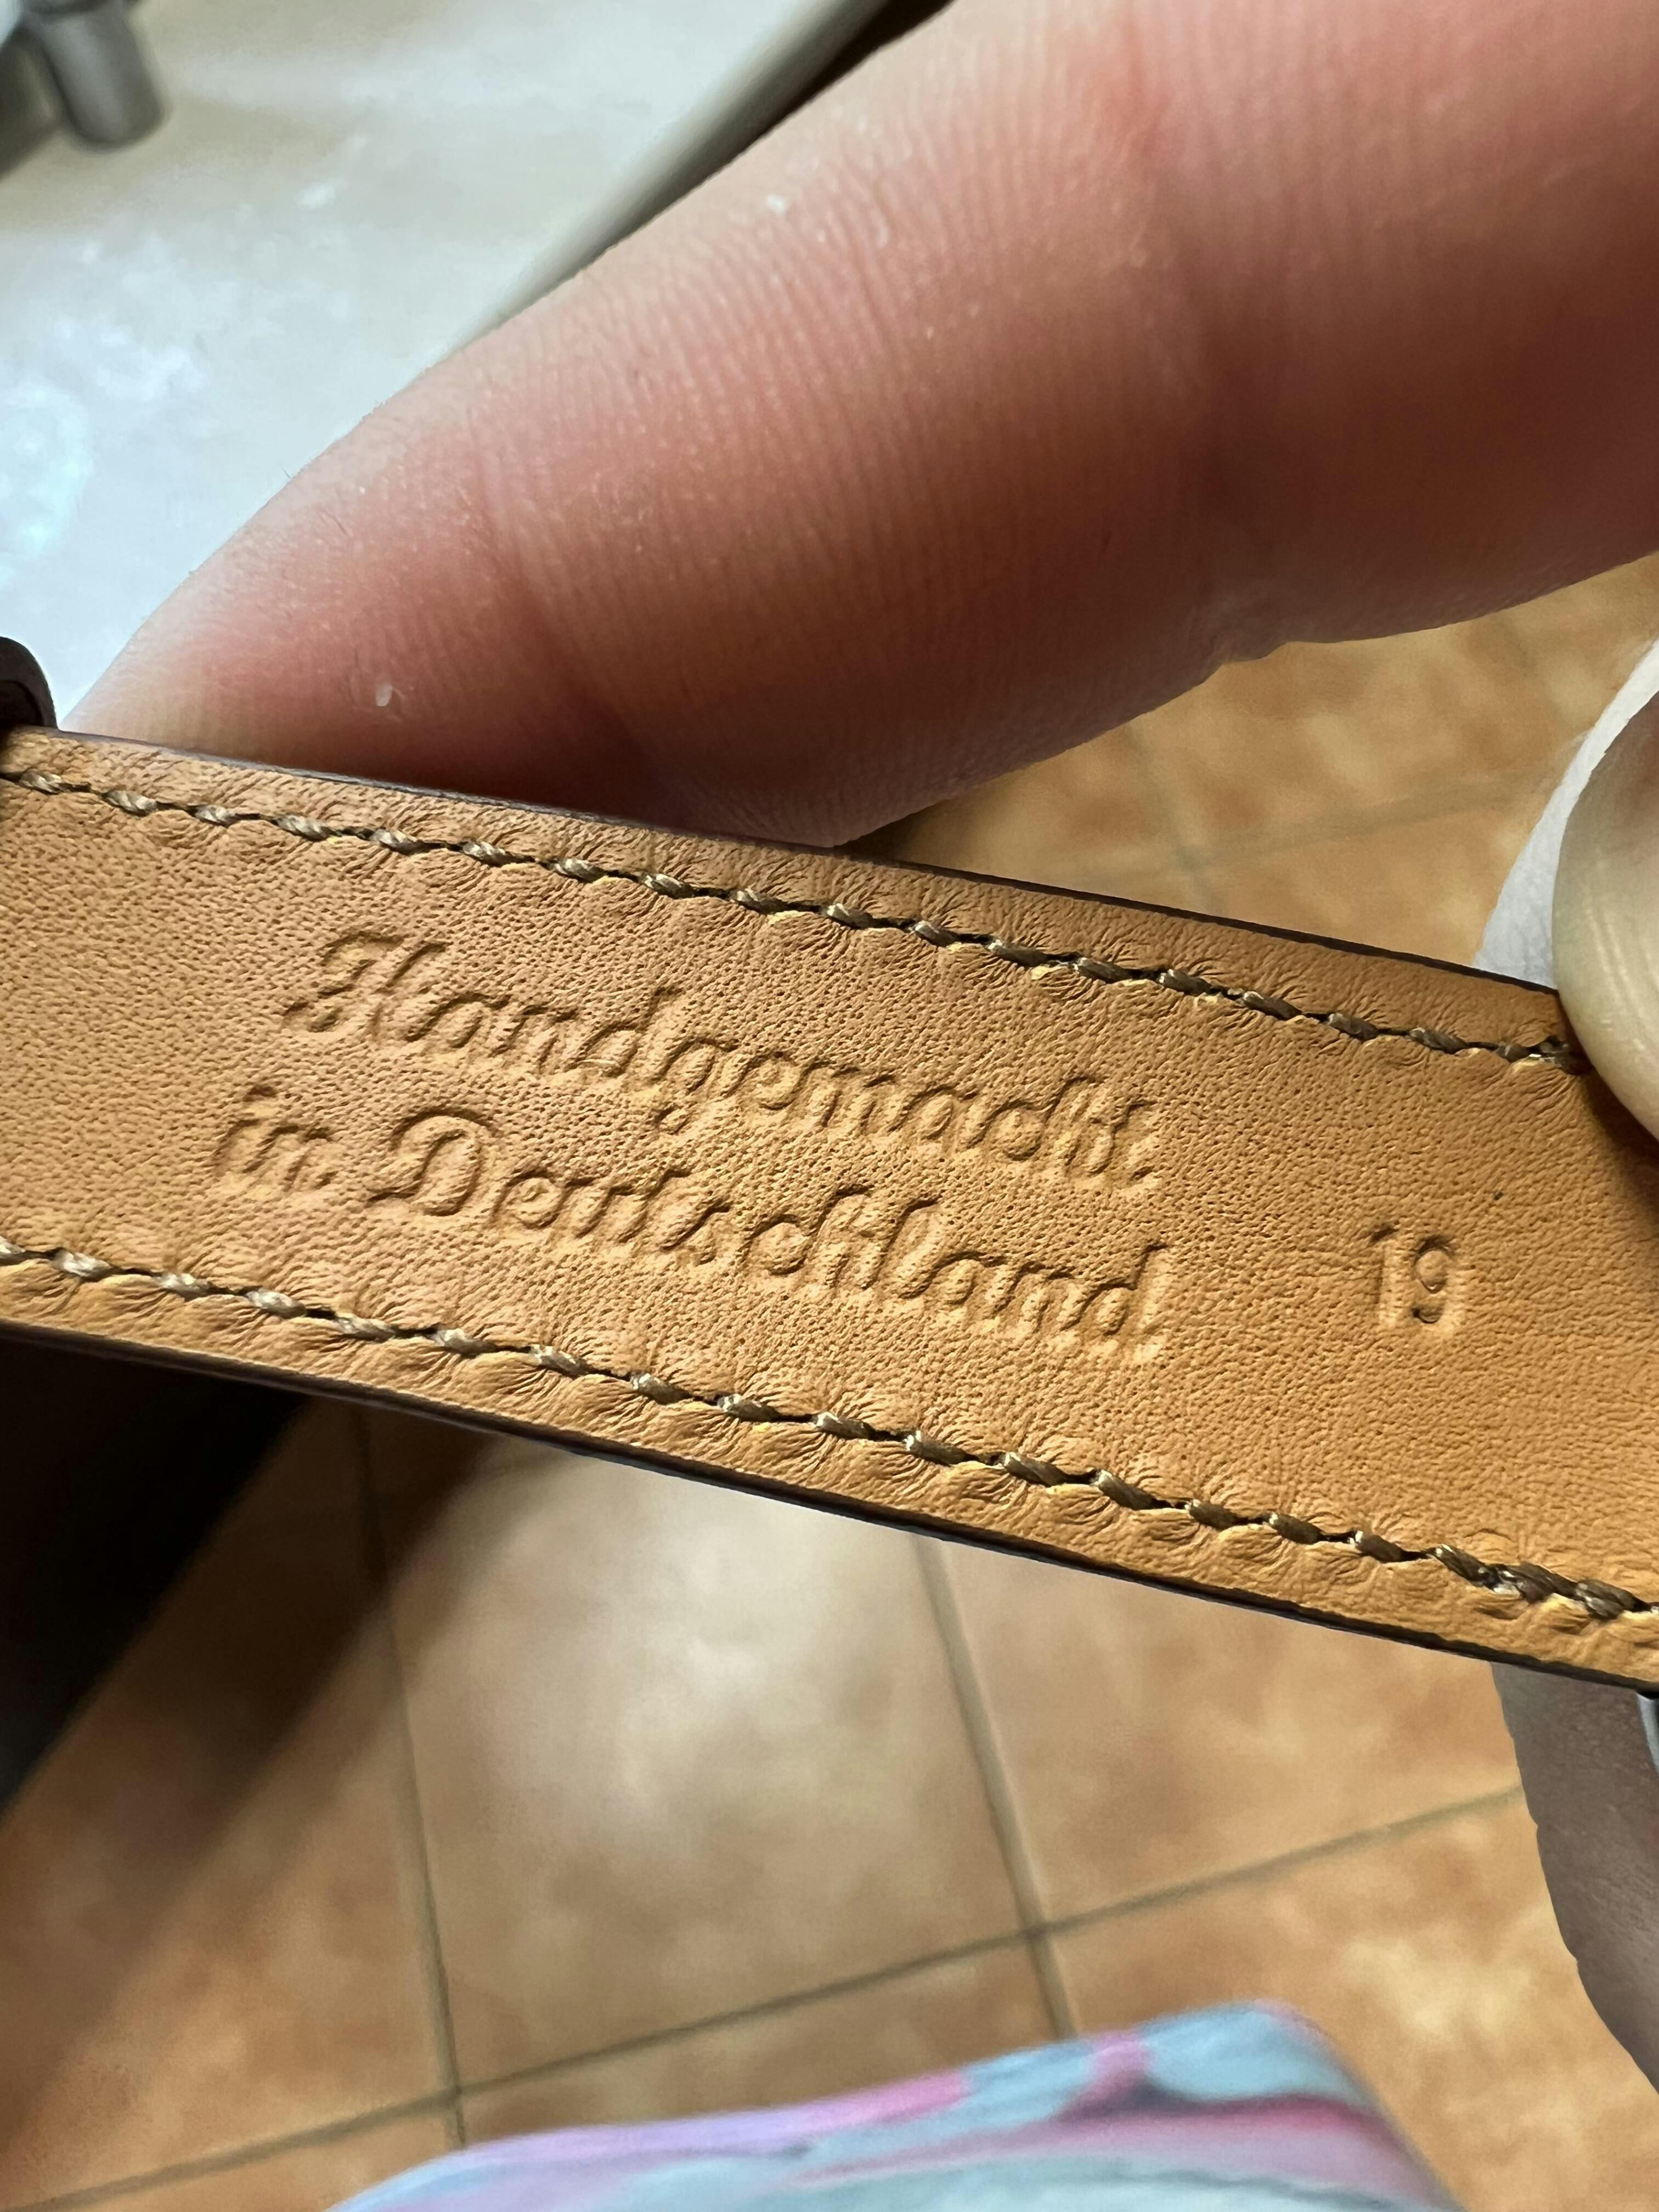 Handgemacht
in Deutschland
19